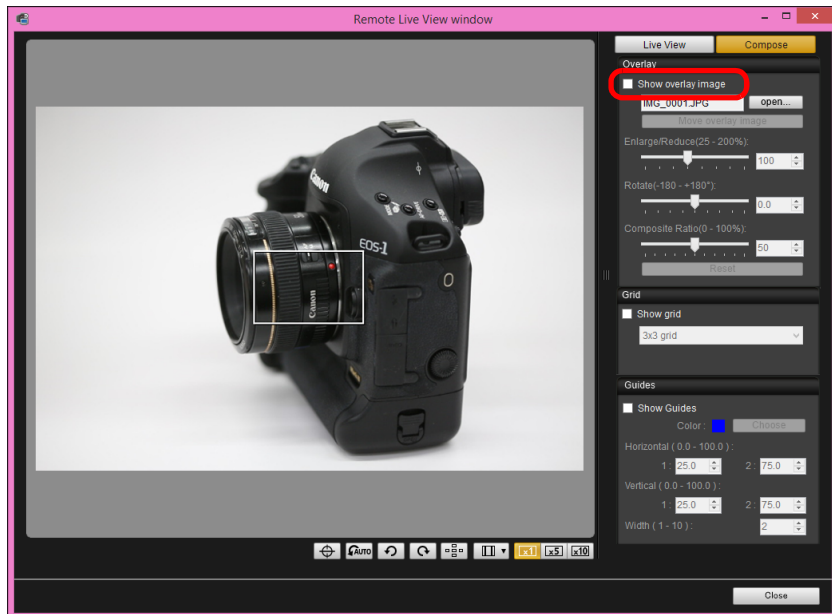 Remote Live View window
Live View Compose
Overlay
Show overlay image
IMG_0001.JPG open...
Move overlay image
Enlarge/Reduce(25 - 200%):
100
Rotate(-180 - +180°):
0.0
Composite Ratio(0 - 100%):
50
Reset
Grid
Show grid
3x3 grid
Guides
Show Guides
Color : Choose
Horizontal ( 0.0 - 100.0 ) :
1 : 25.0 2 : 75.0
Vertical ( 0.0 - 100.0 ) :
1 : 25.0 2 : 75.0
Width ( 1 - 10 ) : 2
Canon
EOS-1
Canon
AUTO x1 x5 x10
Close